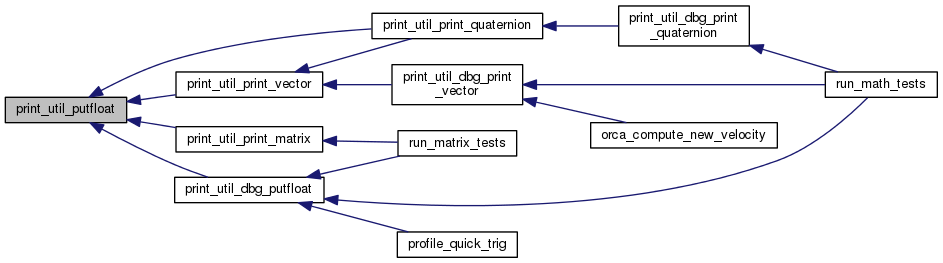 print_util_putfloat
print_util_print_quaternion
print_util_print_vector
print_util_print_matrix
print_util_dbg_putfloat
print_util_dbg_print
_quaternion
print_util_dbg_print
_vector
run_matrix_tests
profile_quick_trig
run_math_tests
orca_compute_new_velocity